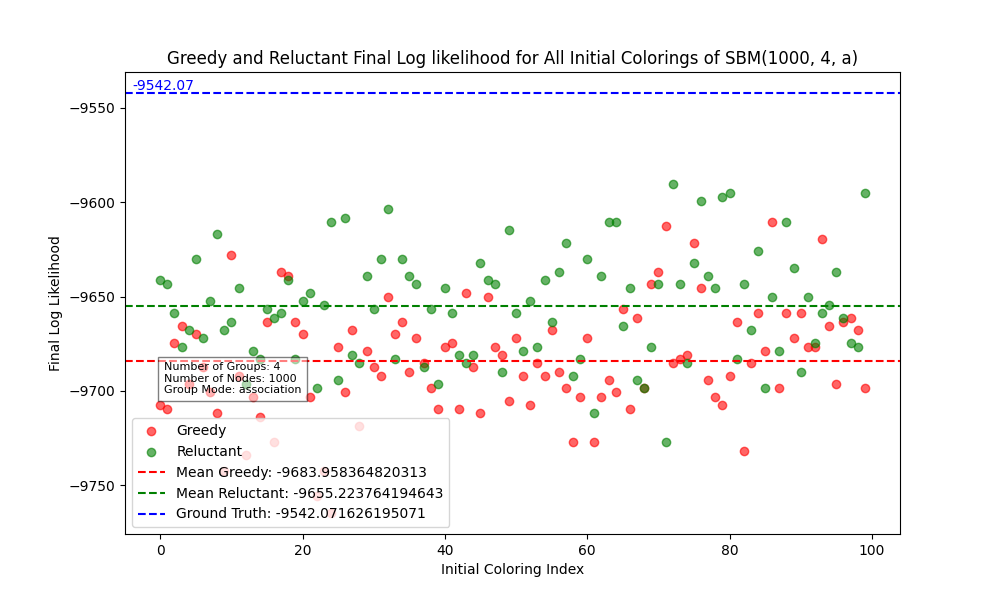 Greedy and Reluctant Final Log likelihood for All Initial Colorings of SBM(1000, 4, a)
-9542.07
−9550
−9600
−9650
−9700
−9750
Final Log Likelihood
Number of Groups: 4
Number of Nodes: 1000
Group Mode: association
Greedy
Reluctant
Mean Greedy: -9683.958364820313
Mean Reluctant: -9655.223764194643
Ground Truth: -9542.071626195071
0 20 40 60 80 100
Initial Coloring Index